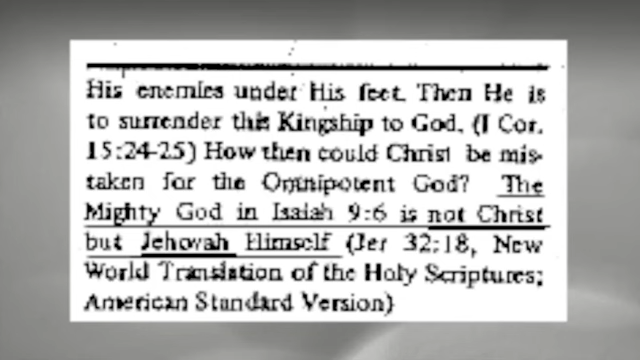 His enemies under His feet. Then He is
to surrender this Kingship to God. (I Cor.
15:24-25) How then could Christ be mis-
taken for the Omnipotent God? The
Mighty God in Isaiah 9:6 is not Christ
but Jehovah Himself (Jer 32:18, New
World Translation of the Holy Scriptures;
American Standard Version)